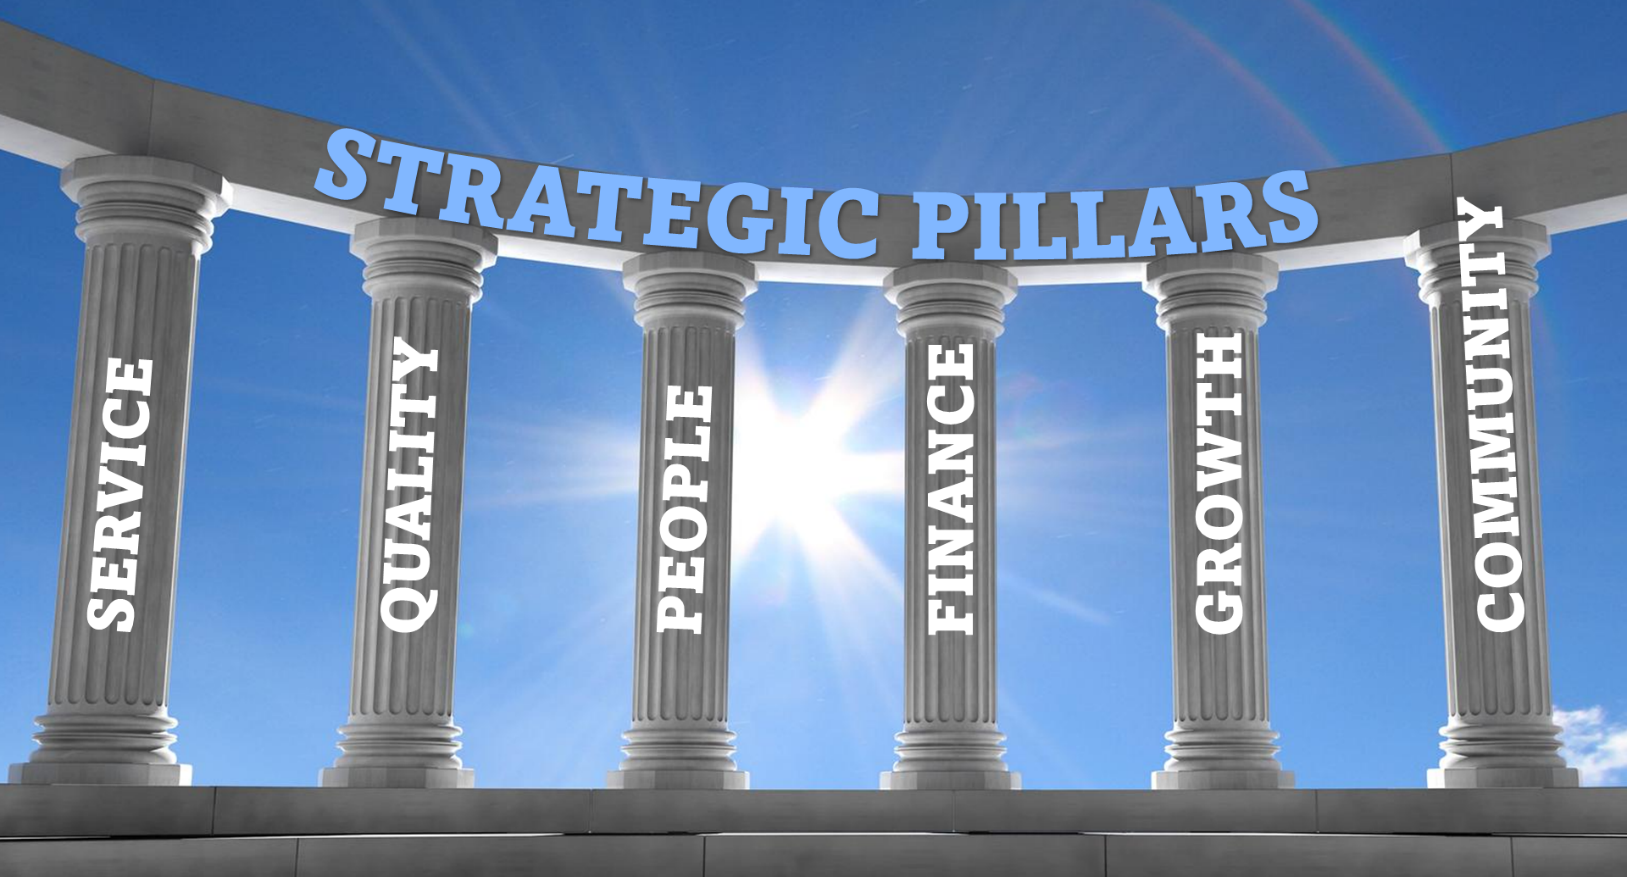 STRATEGIC PILLARS
SERVICE
QUALITY
PEOPLE
FINANCE
GROWTH
COMMUNITY